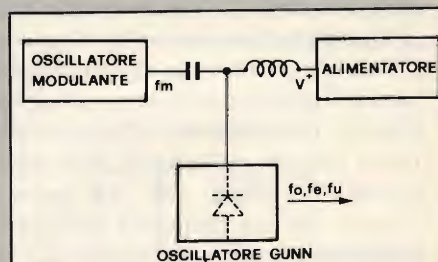 OSCILLATORE
MODULANTE
fm
V+
ALIMENTATORE
fo,fe,fu
OSCILLATORE GUNN